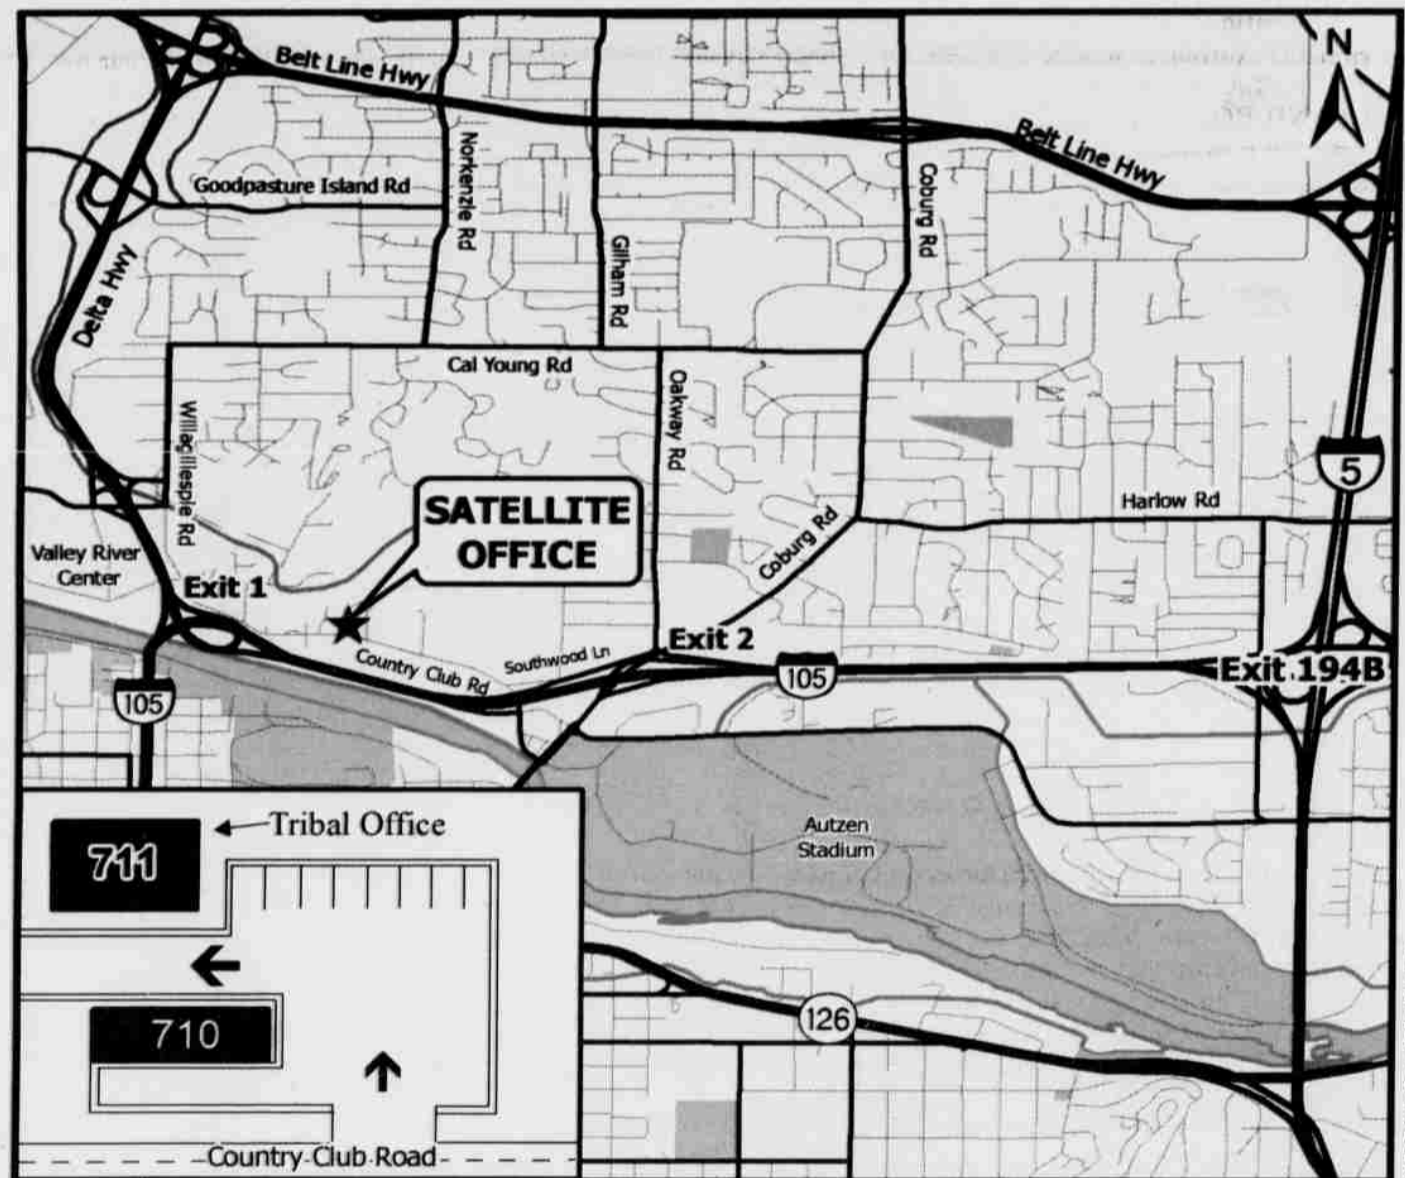 N
Belt Line Hwy
Belt Line Hwy
Goodpasture Island Rd
Norkenzie Rd
Coburg Rd
Gilham Rd
Delta Hwy
Cal Young Rd
Oakway Rd
Willagillespie Rd
5
SATELLITE
OFFICE
Harlow Rd
Coburg Rd
Valley River
Center
Exit 1
Exit 2
Southwood Ln
Country Club Rd
105
105
Exit 194B
Autzen
Stadium
126
Tribal Office
711
710
Country Club Road